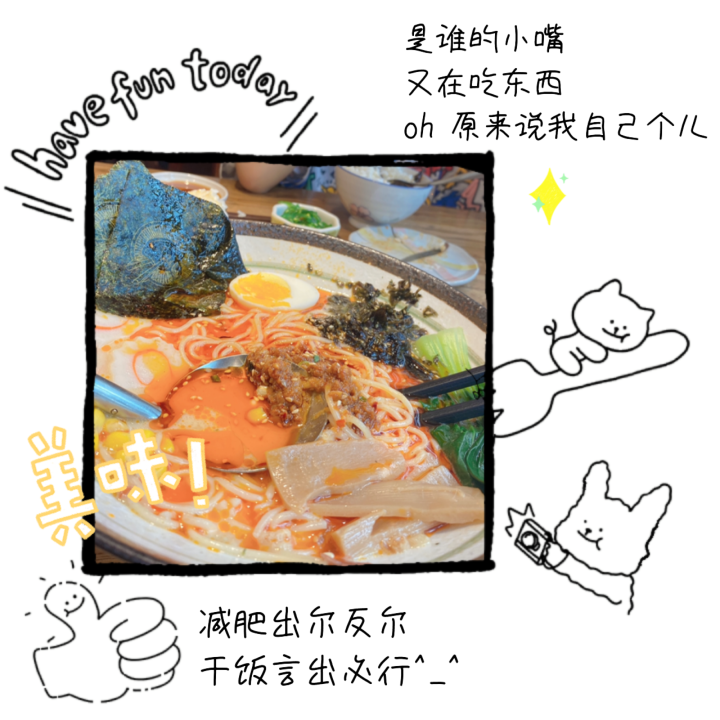 是谁的小嘴
又在吃东西
oh 原来说我自己个儿
have fun today
美味!
减肥出尔反尔
干饭言出必行^_^